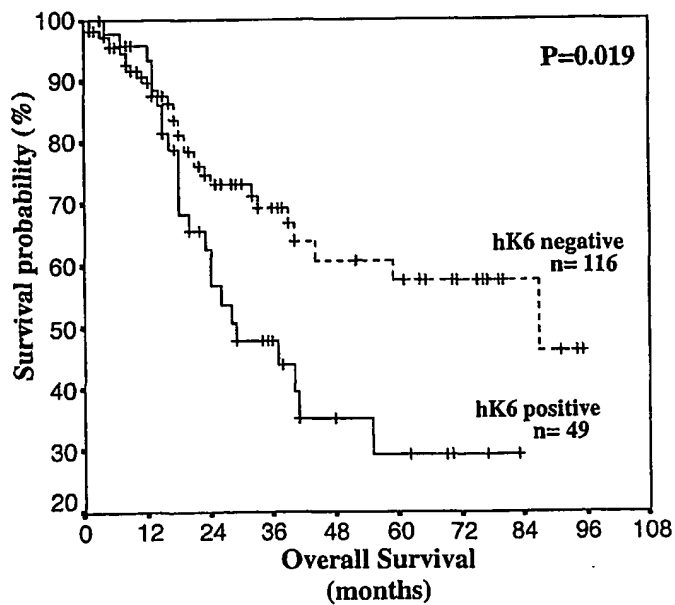 100
90
80
70
60
50
40
30
20
Survival probability (%)
P=0.019
hK6 negative
n= 116
hK6 positive
n= 49
0 12 24 36 48 60 72 84 96 108
Overall Survival
(months)